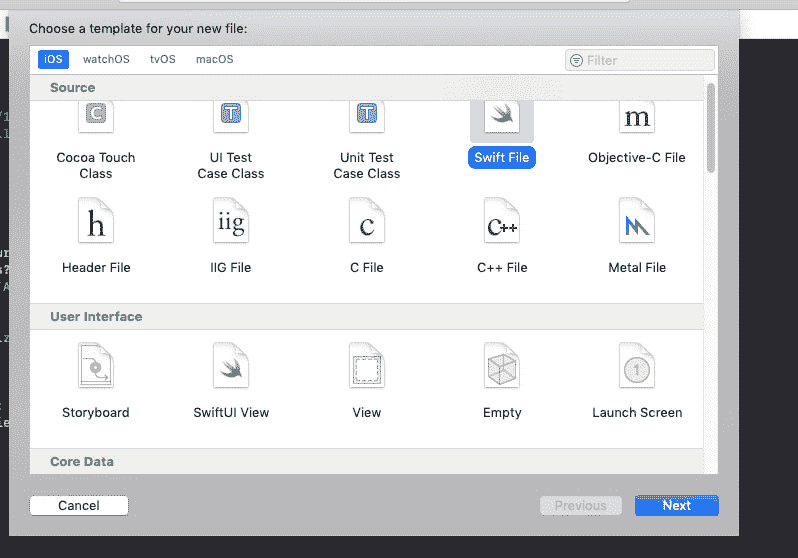 Choose a template for your new file:
iOS watchOS tvOS macOS Filter
Source
C T T m
Cocoa Touch Class
UI Test Case Class
Unit Test Case Class
Swift File
Objective-C File
h iig c c++
Header File
IIG File
C File
C++ File
Metal File
User Interface
1
Storyboard
SwiftUI View
View
Empty
Launch Screen
Core Data
Cancel
Previous
Next